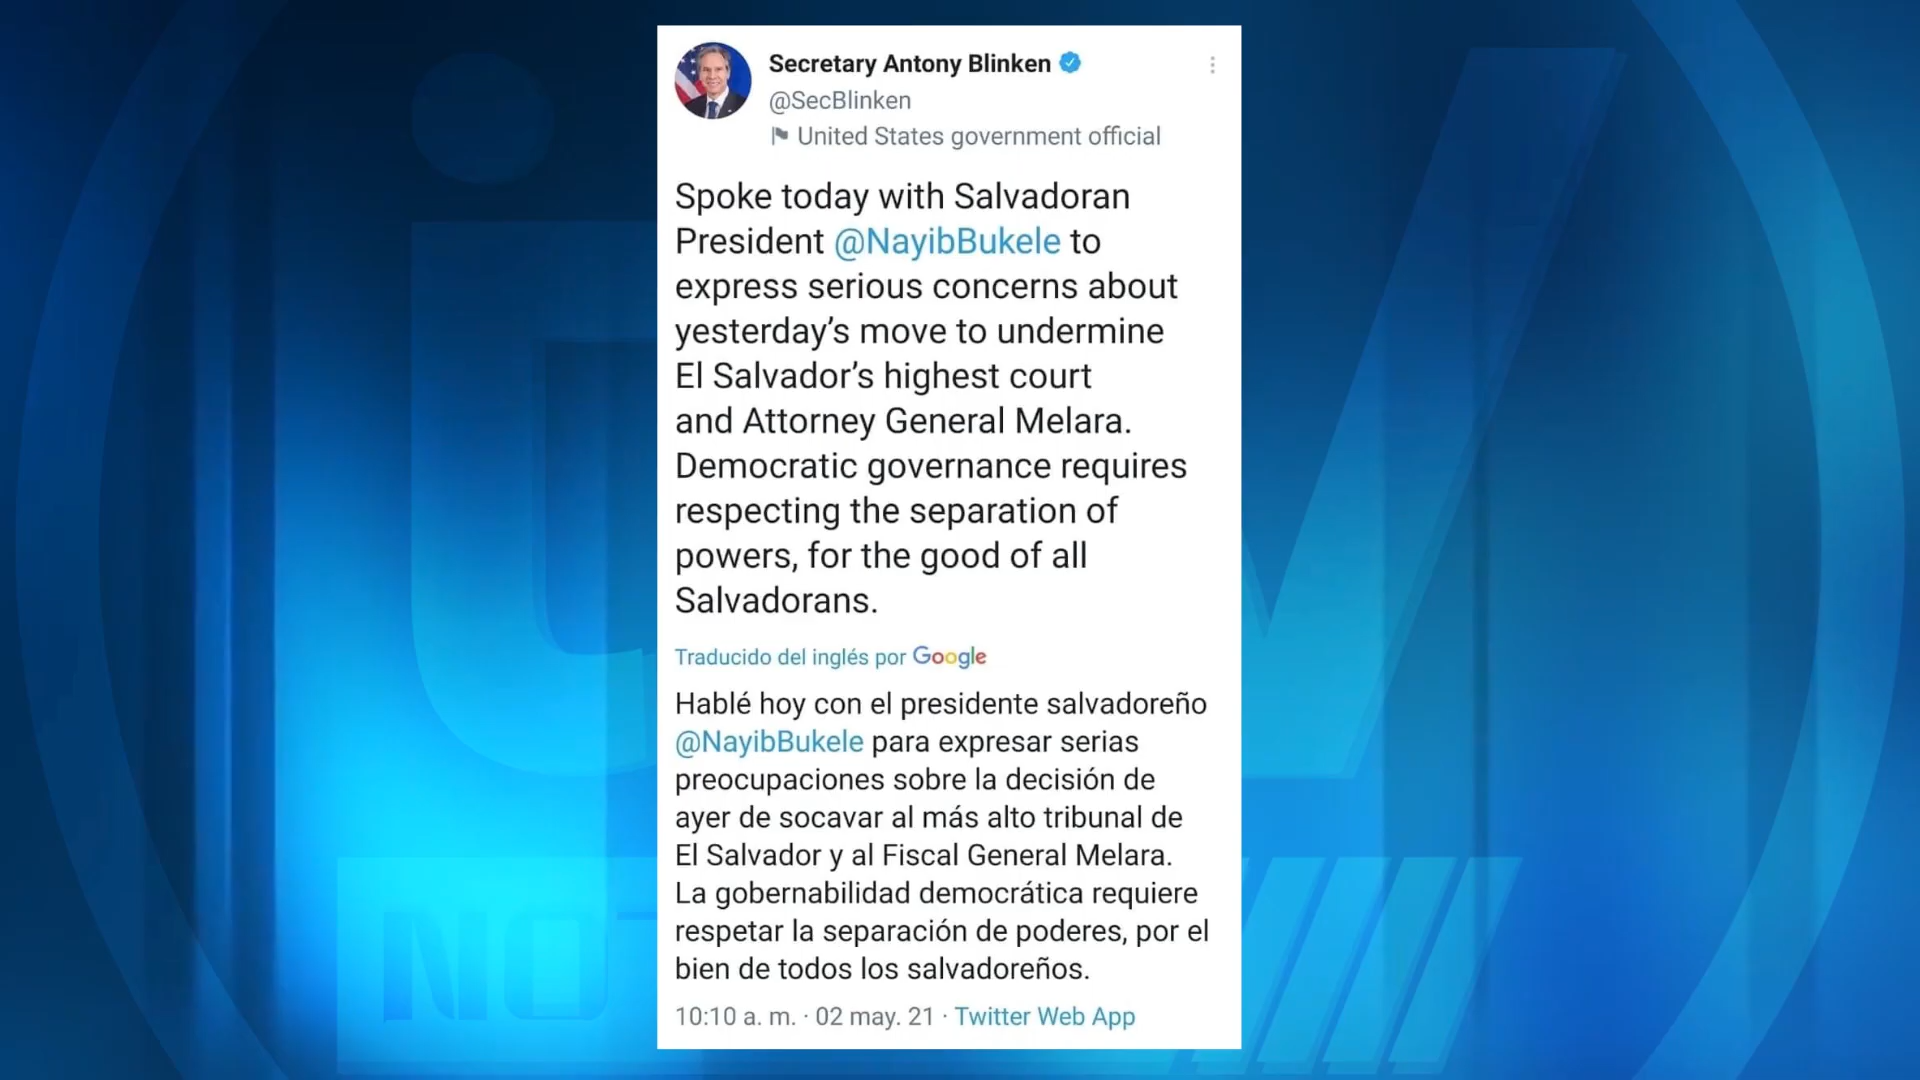 Secretary Antony Blinken
@SecBlinken
United States government official
Spoke today with Salvadoran
President @NayibBukele to
express serious concerns about
yesterday’s move to undermine
El Salvador’s highest court
and Attorney General Melara.
Democratic governance requires
respecting the separation of
powers, for the good of all
Salvadorans.
Traducido del inglés por Google
Hablé hoy con el presidente salvadoreño
@NayibBukele para expresar serias
preocupaciones sobre la decisión de
ayer de socavar al más alto tribunal de
El Salvador y al Fiscal General Melara.
La gobernabilidad democrática requiere
respetar la separación de poderes, por el
bien de todos los salvadoreños.
10:10 a. m. · 02 may. 21 · Twitter Web App